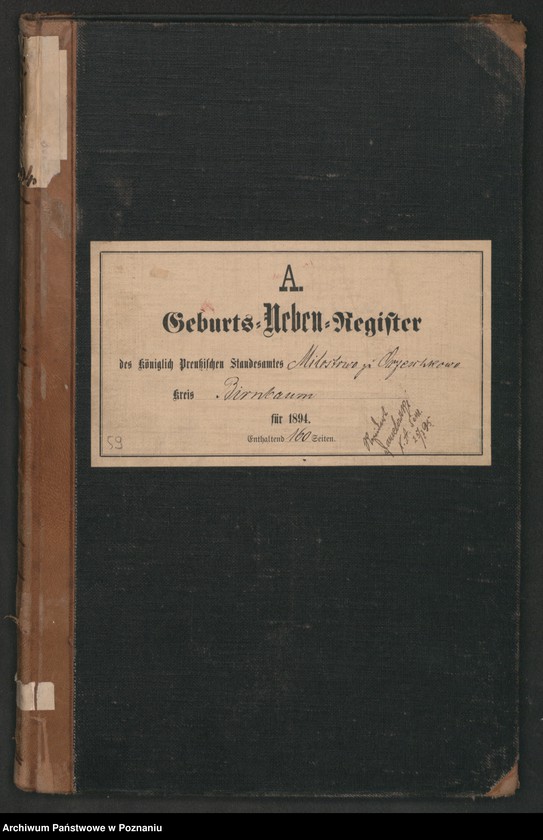 A.
Geburts-Neben-Register
des Königlich Preußischen Standesamtes Milostowo zu
Kreis Birnbaum
für 1894.
Enthaltend 160 Seiten.
59
Archiwum Państwowe w Poznaniu